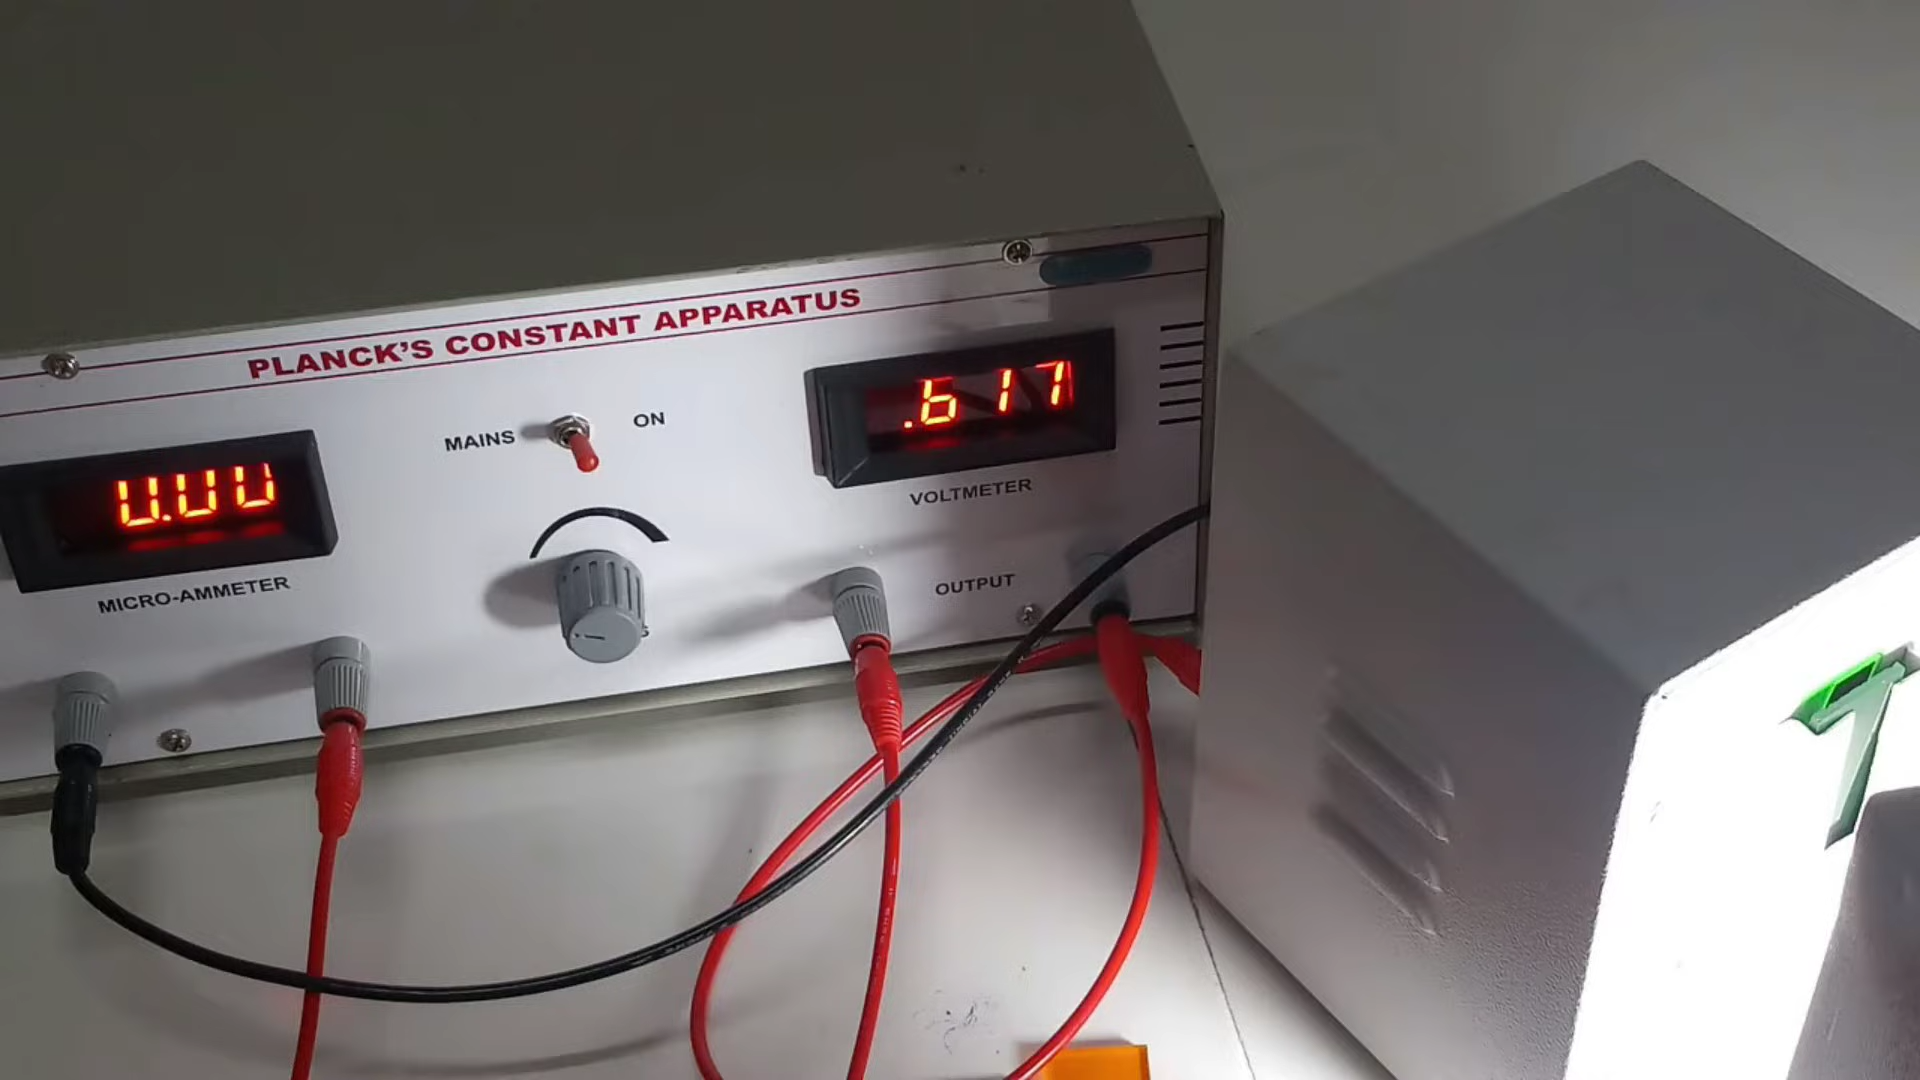 PLANCK'S CONSTANT APPARATUS
MAINS
ON
.617
0.00
VOLTMETER
MICRO-AMMETER
OUTPUT